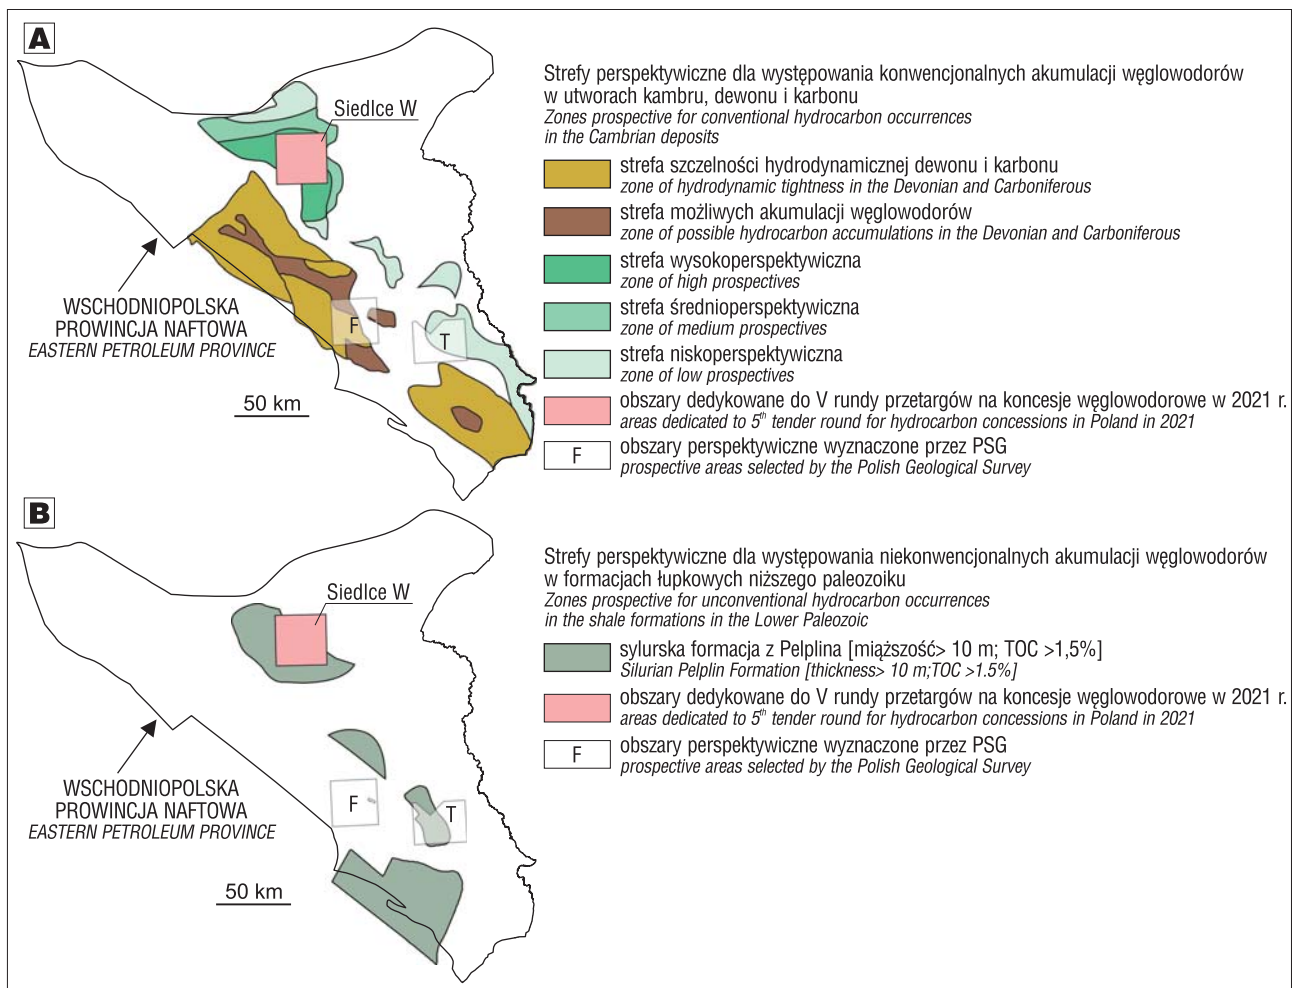 A
Siedlce W
WSCHODNIOPOLSKA
PROWINCJA NAFTOWA
EASTERN PETROLEUM PROVINCE
50 km
F
T
Strefy perspektywiczne dla występowania konwencjonalnych akumulacji węglowodorów
w utworach kambru, dewonu i karbonu
Zones prospective for conventional hydrocarbon occurrences
in the Cambrian deposits
strefa szczelności hydrodynamicznej dewonu i karbonu
zone of hydrodynamic tightness in the Devonian and Carboniferous
strefa możliwych akumulacji węglowodorów
zone of possible hydrocarbon accumulations in the Devonian and Carboniferous
strefa wysokoperspektywiczna
zone of high prospectives
strefa średnioperspektywiczna
zone of medium prospectives
strefa niskoperspektywiczna
zone of low prospectives
obszary dedykowane do V rundy przetargów na koncesje węglowodorowe w 2021 r.
areas dedicated to 5th tender round for hydrocarbon concessions in Poland in 2021
F
obszary perspektywiczne wyznaczone przez PSG
prospective areas selected by the Polish Geological Survey
B
Siedlce W
WSCHODNIOPOLSKA
PROWINCJA NAFTOWA
EASTERN PETROLEUM PROVINCE
50 km
F
T
Strefy perspektywiczne dla występowania niekonwencjonalnych akumulacji węglowodorów
w formacjach łupkowych niższego paleozoiku
Zones prospective for unconventional hydrocarbon occurrences
in the shale formations in the Lower Paleozoic
sylurska formacja z Pelplina [miąższość> 10 m; TOC >1,5%]
Silurian Pelplin Formation [thickness> 10 m;TOC >1.5%]
obszary dedykowane do V rundy przetargów na koncesje węglowodorowe w 2021 r.
areas dedicated to 5th tender round for hydrocarbon concessions in Poland in 2021
F
obszary perspektywiczne wyznaczone przez PSG
prospective areas selected by the Polish Geological Survey